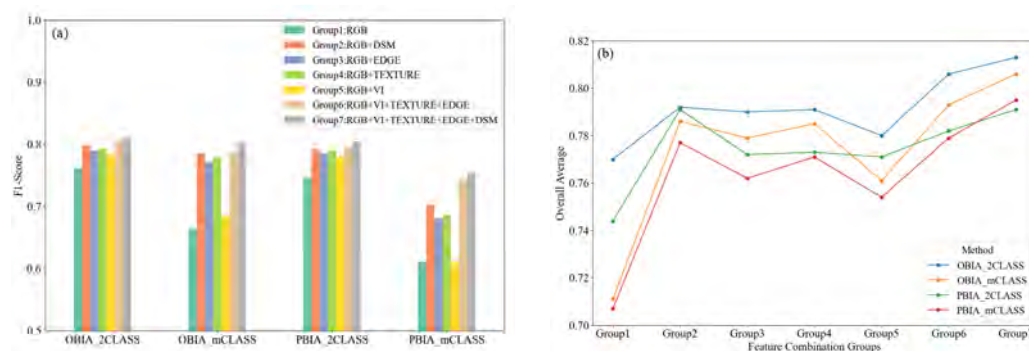 (a)
1.0
0.9
0.8
0.7
0.6
0.5
F1-Score
Group1:RGB
Group2:RGB+DSM
Group3:RGB+EDGE
Group4:RGB+TEXTURE
Group5:RGB+VI
Group6:RGB+VI+TEXTURE+EDGE
Group7:RGB+VI+TEXTURE+EDGE+DSM
OBIA_2CLASS OBIA_mCLASS PBIA_2CLASS PBIA_mCLASS
(b)
0.82
0.80
0.78
0.76
0.74
0.72
0.70
Overall Average
Method
OBIA_2CLASS
OBIA_mCLASS
PBIA_2CLASS
PBIA_mCLASS
Group1 Group2 Group3 Group4 Group5 Group6
Feature Combination Groups